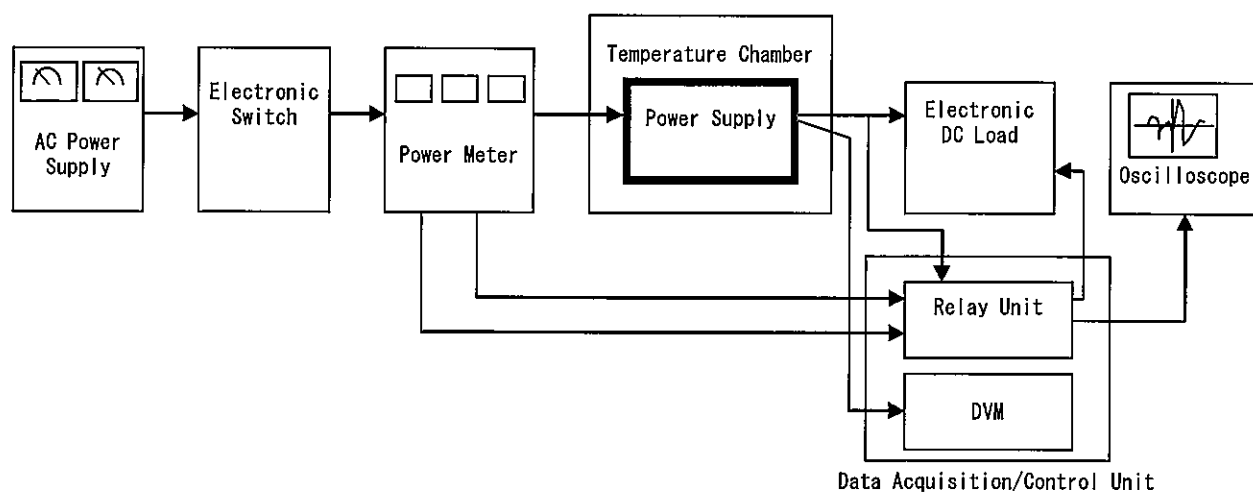 AC Power
Supply
Electronic
Switch
Power Meter
Temperature Chamber
Power Supply
Electronic
DC Load
Oscilloscope
Relay Unit
DVM
Data Acquisition/Control Unit